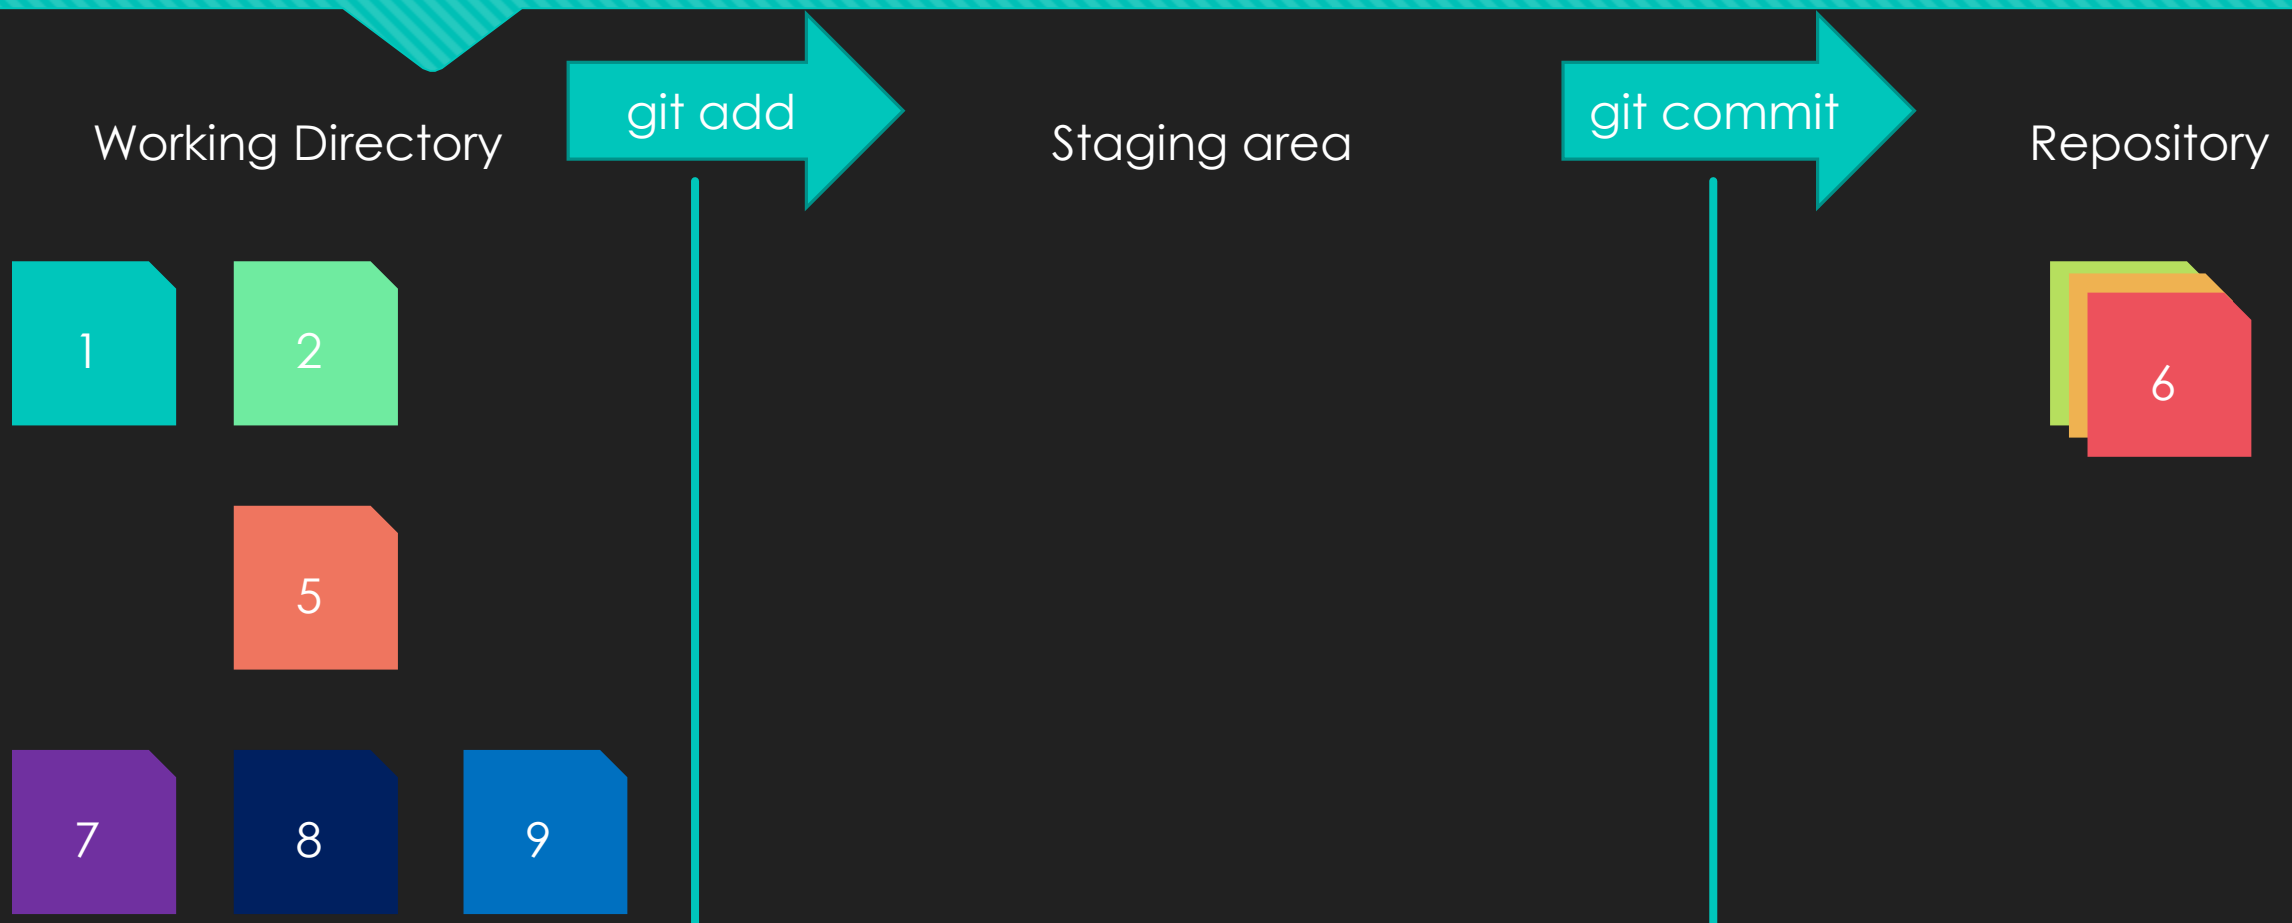 Working Directory
git add
Staging area
git commit
Repository
1
2
6
5
7
8
9